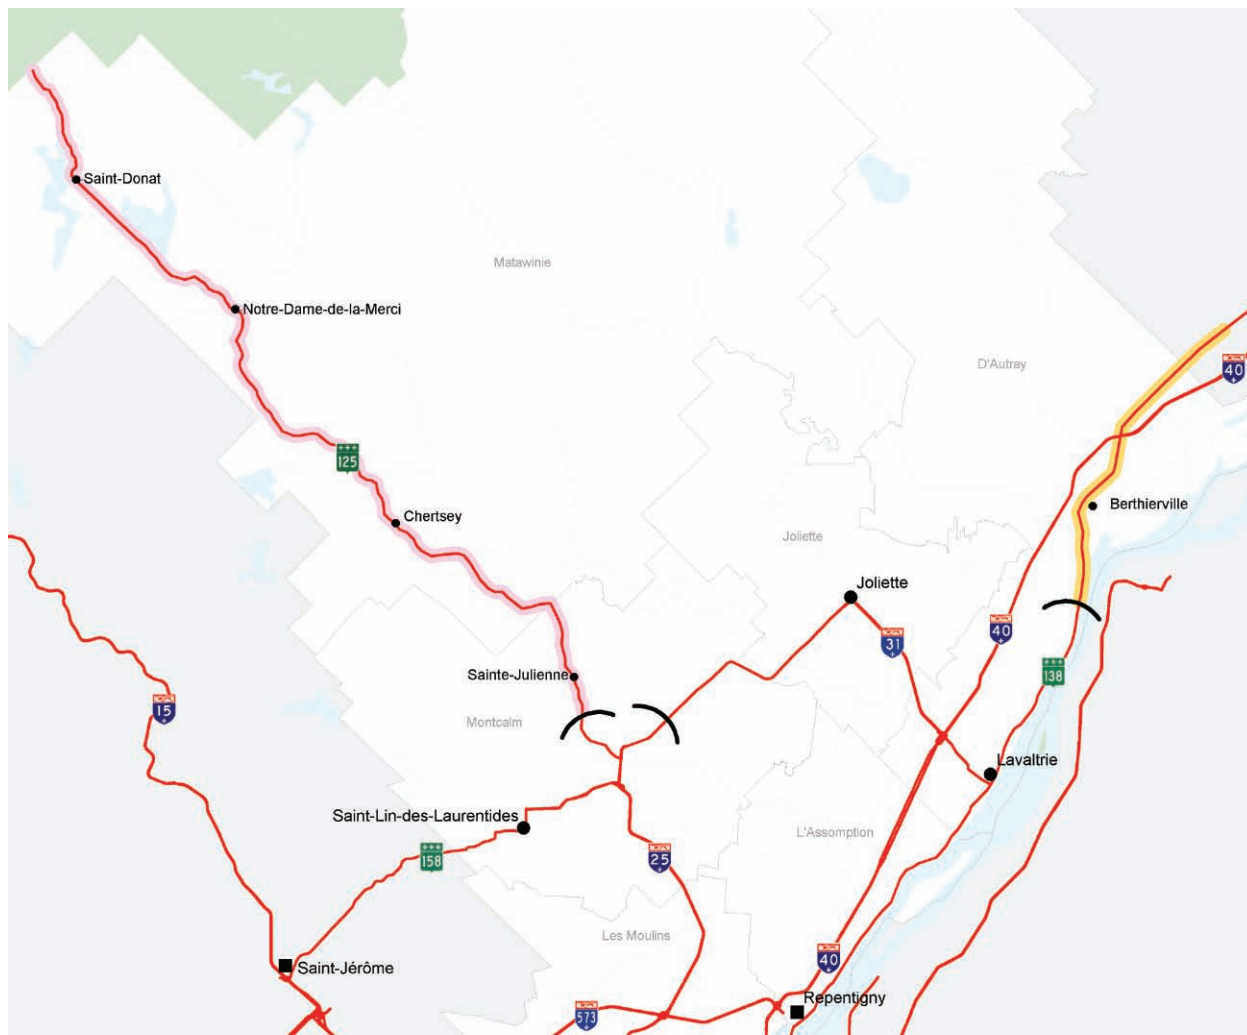 Saint-Donat
Matawinie
Notre-Dame-de-la-Merci
D'Autray
40
125
Chertsey
Berthierville
Joliette
Joliette
40
31
138
Sainte-Julienne
15
Montcalm
Lavaltrie
Saint-Lin-des-Laurentides
L'Assomption
158
25
Les Moulins
40
Saint-Jérôme
Repentigny
573